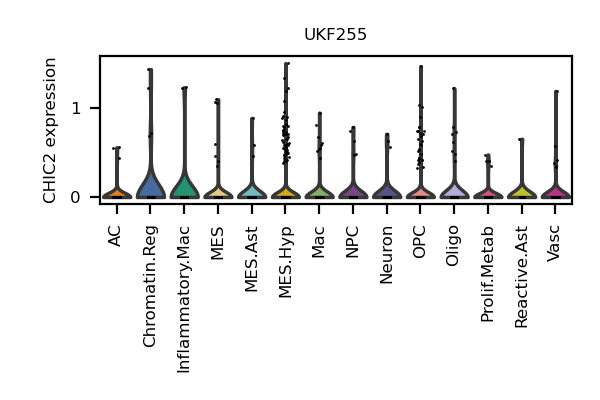 UKF255
CHIC2 expression
1
0
AC
Chromatin.Reg
Inflammatory.Mac
MES
MES.Ast
MES.Hyp
Mac
NPC
Neuron
OPC
Oligo
Prolif.Metab
Reactive.Ast
Vasc